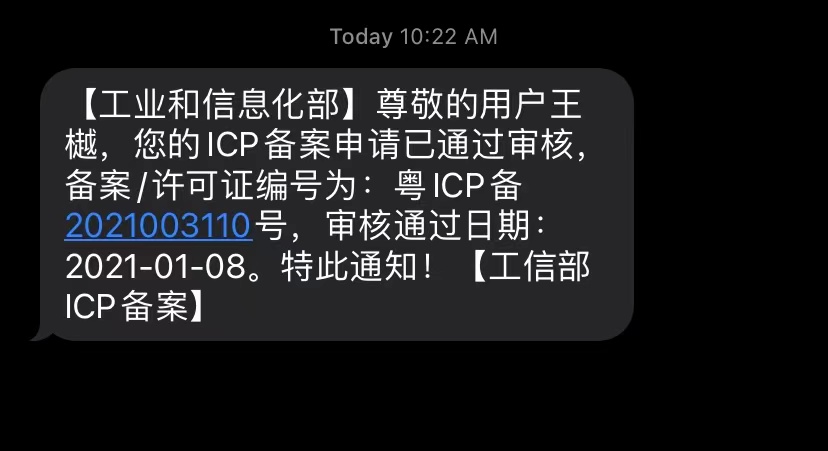 Today 10:22 AM
【工业和信息化部】尊敬的用户王
樾，您的ICP备案申请已通过审核，
备案/许可证编号为：粤ICP备
2021003110号，审核通过日期：
2021-01-08。特此通知！【工信部
ICP备案】